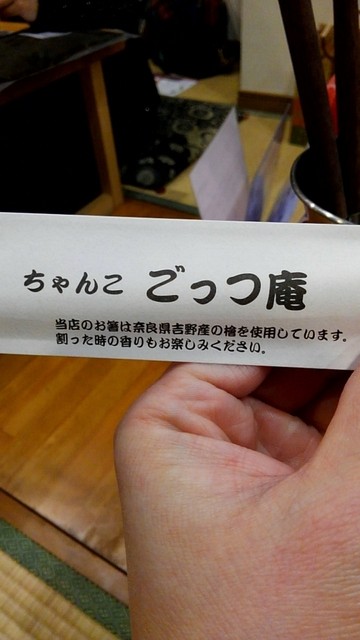 ちゃんこ ごっつ庵
当店のお箸は奈良県吉野産の檜を使用しています。
割った時の香りもお楽しみください。